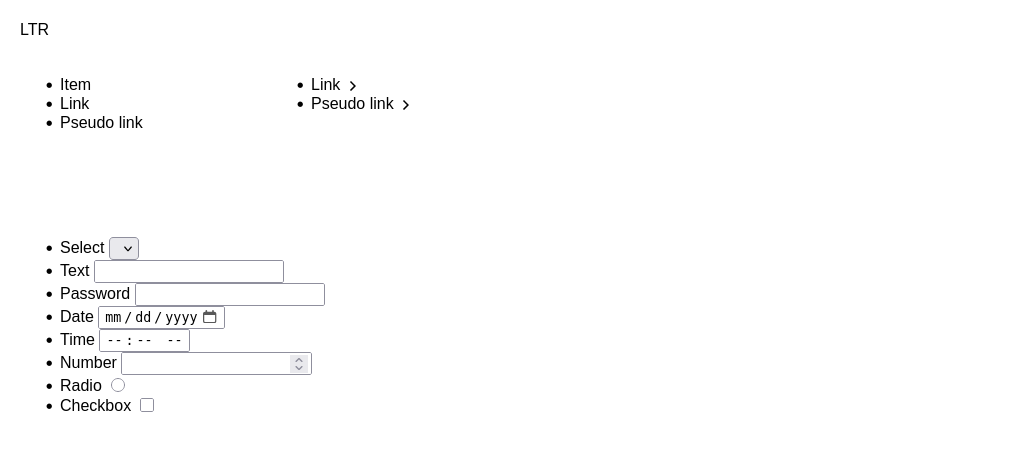 LTR
Item
Link
Pseudo link
Link
Pseudo link
Select
Text
Password
Date mm/dd/yyyy
Time --:-- --
Number
Radio
Checkbox